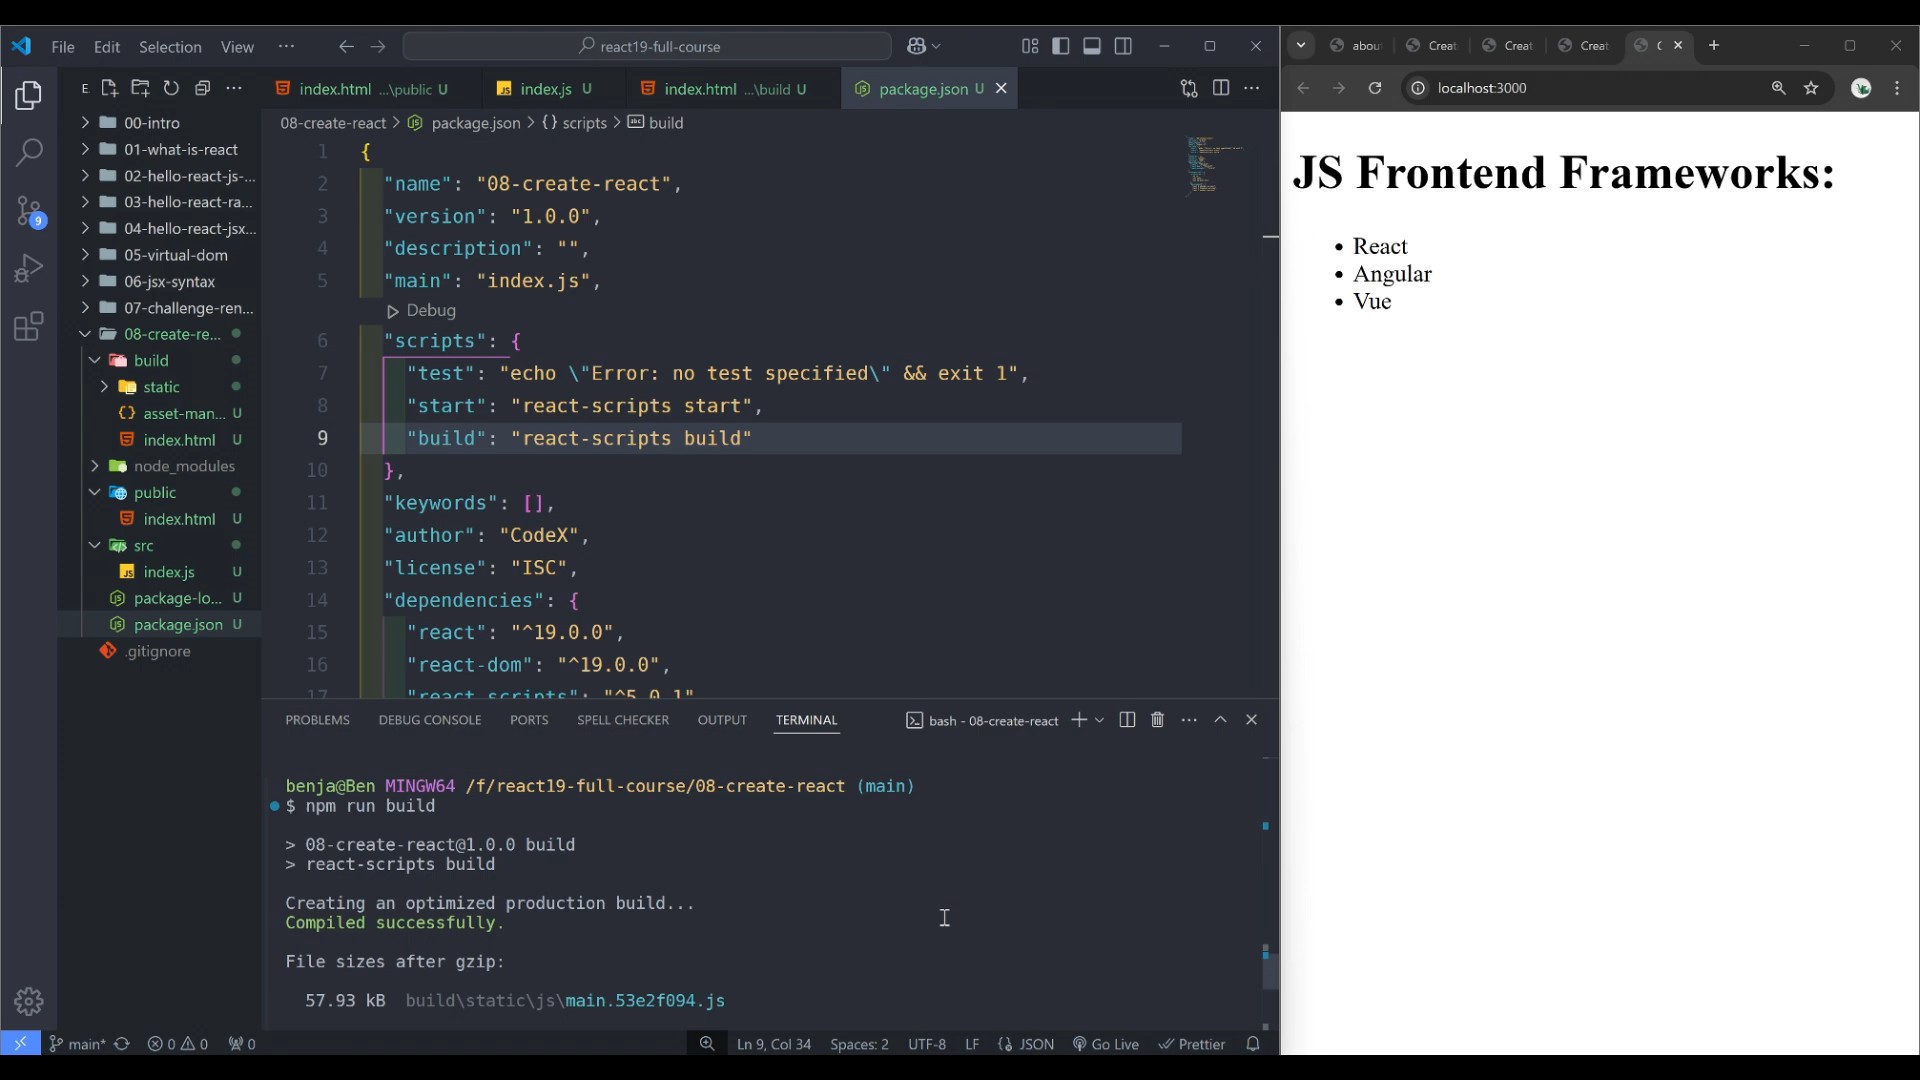 File Edit Selection View ··· react19-full-course
E
00-intro
01-what-is-react
02-hello-react-js-...
03-hello-react-ra...
04-hello-react-jsx...
05-virtual-dom
06-jsx-syntax
07-challenge-ren...
08-create-re...
build
static
asset-man... U
index.html U
node_modules
public
index.html U
src
index.js U
package-lo... U
package.json U
.gitignore
9
index.html ...\public U index.js U index.html ...\build U package.json U
08-create-react > package.json > {} scripts > build
1 {
2 "name": "08-create-react",
3 "version": "1.0.0",
4 "description": "",
5 "main": "index.js",
Debug
6 "scripts": {
7 "test": "echo \"Error: no test specified\" && exit 1",
8 "start": "react-scripts start",
9 "build": "react-scripts build"
10 },
11 "keywords": [],
12 "author": "CodeX",
13 "license": "ISC",
14 "dependencies": {
15 "react": "^19.0.0",
16 "react-dom": "^19.0.0",
17 "react-scripts": "^5.0.1"
PROBLEMS DEBUG CONSOLE PORTS SPELL CHECKER OUTPUT TERMINAL bash - 08-create-react
benja@Ben MINGW64 /f/react19-full-course/08-create-react (main)
$ npm run build
> 08-create-react@1.0.0 build
> react-scripts build
Creating an optimized production build...
Compiled successfully.
File sizes after gzip:
57.93 kB build\static\js\main.53e2f094.js
main* 0 0 0 Ln 9, Col 34 Spaces: 2 UTF-8 LF JSON Go Live Prettier
abou Creat Creat Creat C
localhost:3000
JS Frontend Frameworks:
• React
• Angular
• Vue